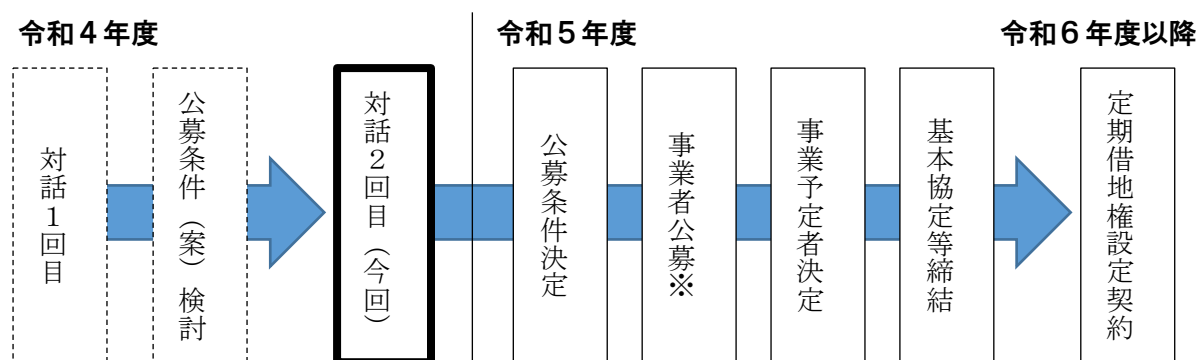 令和４年度
令和５年度
令和６年度以降
対話１回目
公募条件（案）検討
対話２回目（今回）
公募条件決定
事業者公募※
事業予定者決定
基本協定等締結
定期借地権設定契約